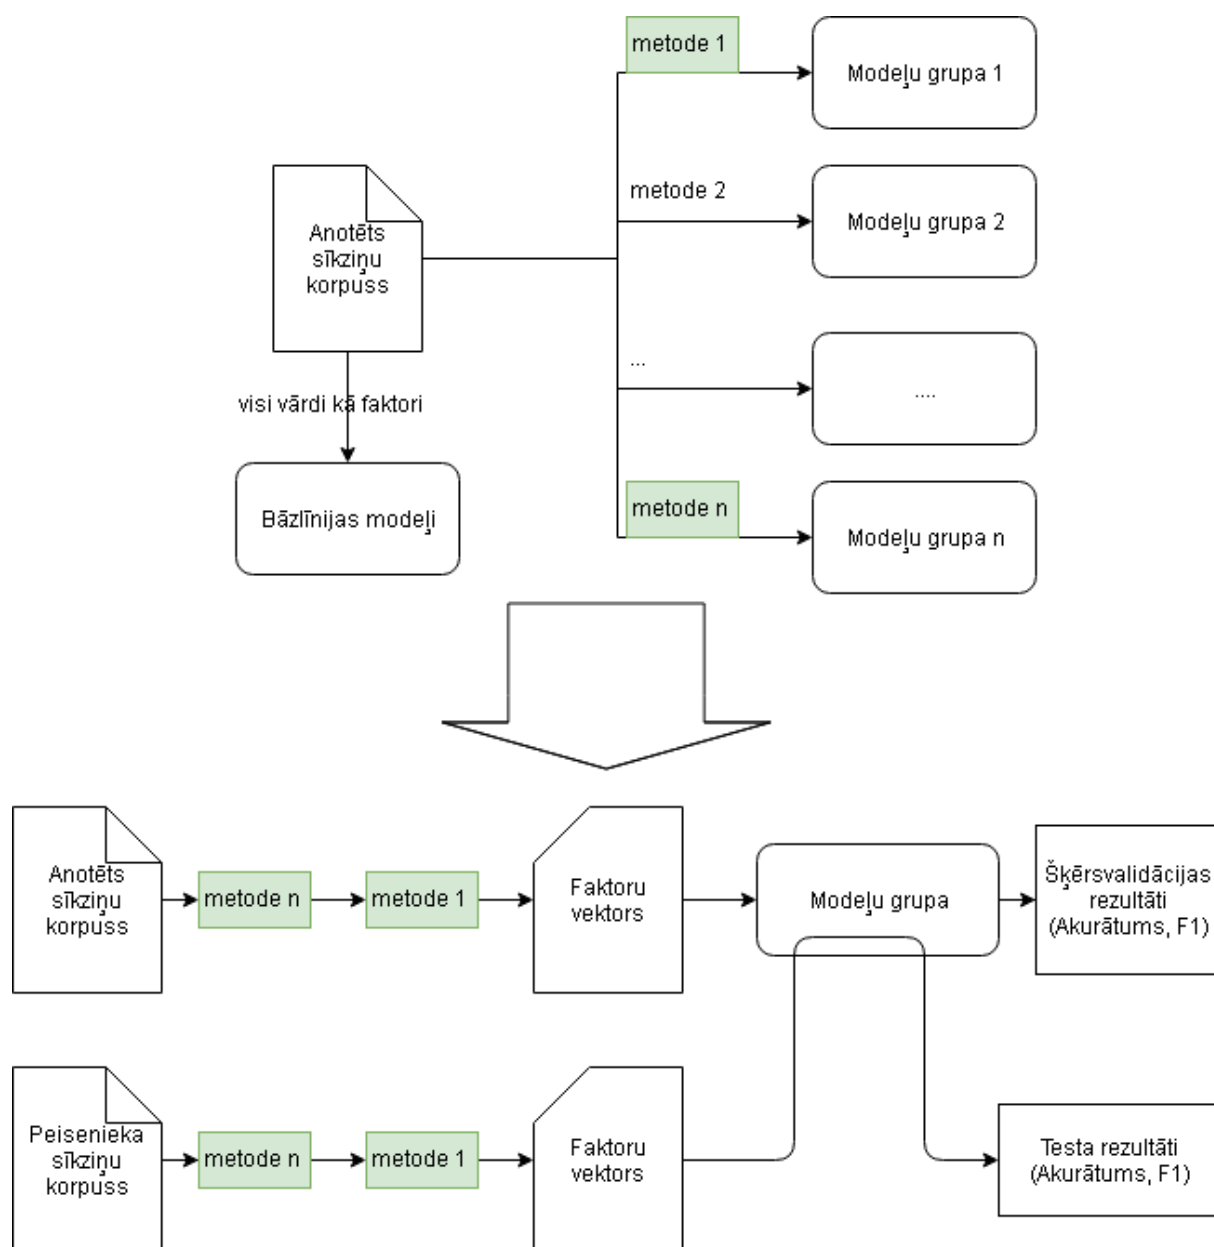 metode 1
Modeļu grupa 1
metode 2
Modeļu grupa 2
Anotēts
sīkziņu
korpuss
...
....
visi vārdi kā faktori
metode n
Modeļu grupa n
Bāzlīnijas modeļi
Anotēts
sīkziņu
korpuss
metode n
metode 1
Faktoru
vektors
Modeļu grupa
Šķērsvalidācijas
rezultāti
(Akurātums, F1)
Peisenieka
sīkziņu
korpuss
metode n
metode 1
Faktoru
vektors
Testa rezultāti
(Akurātums, F1)